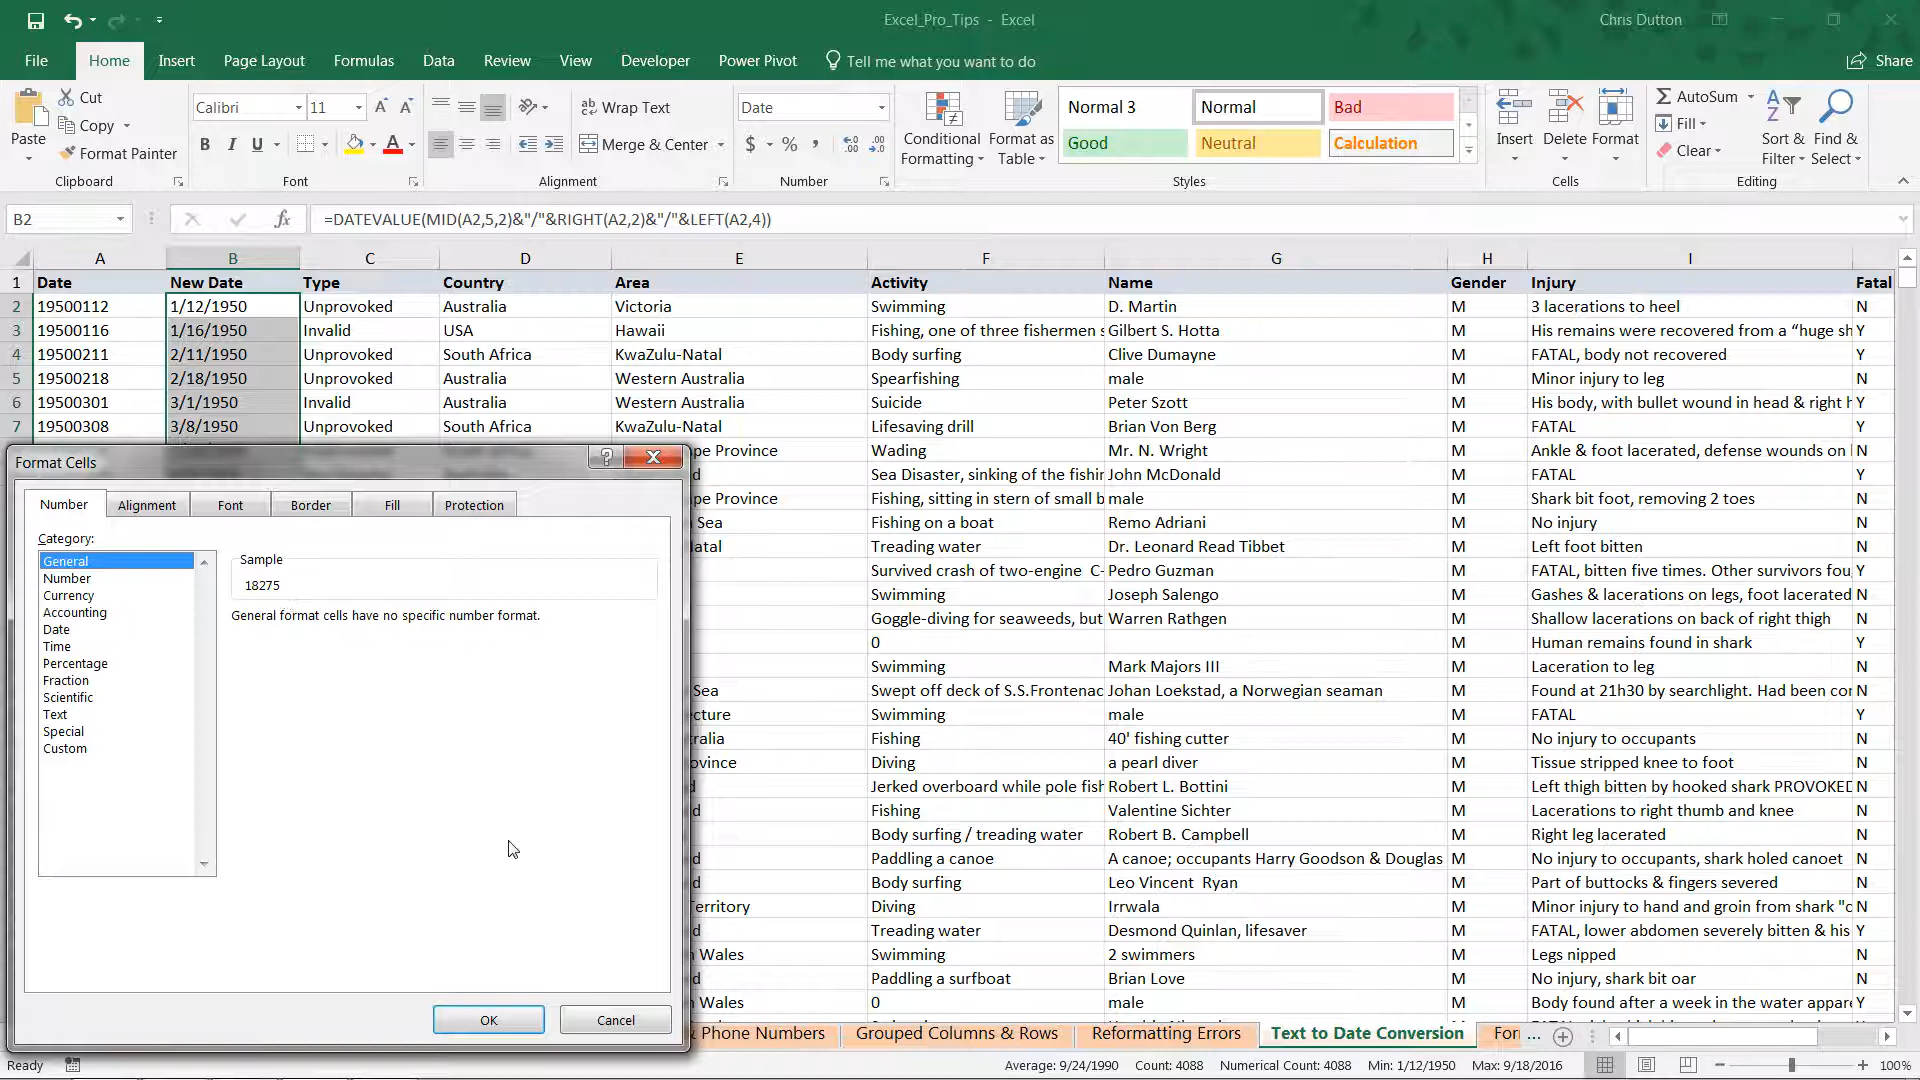 Excel_Pro_Tips - Excel
Chris Dutton
File Home Insert Page Layout Formulas Data Review View Developer Power Pivot Tell me what you want to do Share
Paste Cut Copy Format Painter
Calibri 11 B I U
Wrap Text Merge & Center
Date $ % ,
Conditional Formatting Format as Table
Normal 3 Normal Bad
Good Neutral Calculation
Insert Delete Format
AutoSum Fill Clear Sort & Filter Find & Select
Clipboard Font Alignment Number Styles Cells Editing
B2 fx =DATEVALUE(MID(A2,5,2)&"/"&RIGHT(A2,2)&"/"&LEFT(A2,4))
A B C D E F G H I
1 Date New Date Type Country Area Activity Name Gender Injury Fatal
2 19500112 1/12/1950 Unprovoked Australia Victoria Swimming D. Martin M 3 lacerations to heel N
3 19500116 1/16/1950 Invalid USA Hawaii Fishing, one of three fishermen s Gilbert S. Hotta M His remains were recovered from a “huge sh Y
4 19500211 2/11/1950 Unprovoked South Africa KwaZulu-Natal Body surfing Clive Dumayne M FATAL, body not recovered Y
5 19500218 2/18/1950 Unprovoked Australia Western Australia Spearfishing male M Minor injury to leg N
6 19500301 3/1/1950 Invalid Australia Western Australia Suicide Peter Szott M His body, with bullet wound in head & right h Y
7 19500308 3/8/1950 Unprovoked South Africa KwaZulu-Natal Lifesaving drill Brian Von Berg M FATAL Y
pe Province Wading Mr. N. Wright M Ankle & foot lacerated, defense wounds on l N
d Sea Disaster, sinking of the fishin John McDonald M FATAL Y
pe Province Fishing, sitting in stern of small b male M Shark bit foot, removing 2 toes N
Sea Fishing on a boat Remo Adriani M No injury N
latal Treading water Dr. Leonard Read Tibbet M Left foot bitten N
Survived crash of two-engine C- Pedro Guzman M FATAL, bitten five times. Other survivors fou Y
Swimming Joseph Salengo M Gashes & lacerations on legs, foot lacerated N
Goggle-diving for seaweeds, but Warren Rathgen M Shallow lacerations on back of right thigh N
0 M Human remains found in shark Y
Swimming Mark Majors III M Laceration to leg N
Sea Swept off deck of S.S.Frontenac Johan Loekstad, a Norwegian seaman M Found at 21h30 by searchlight. Had been cor N
ecture Swimming male M FATAL Y
ralia Fishing 40' fishing cutter M No injury to occupants N
ovince Diving a pearl diver M Tissue stripped knee to foot N
d Jerked overboard while pole fish Robert L. Bottini M Left thigh bitten by hooked shark PROVOKED N
d Fishing Valentine Sichter M Lacerations to right thumb and knee N
Body surfing / treading water Robert B. Campbell M Right leg lacerated N
d Paddling a canoe A canoe; occupants Harry Goodson & Douglas M No injury to occupants, shark holed canoet N
d Body surfing Leo Vincent Ryan M Part of buttocks & fingers severed N
Territory Diving Irrwala M Minor injury to hand and groin from shark "c N
d Treading water Desmond Quinlan, lifesaver M FATAL, lower abdomen severely bitten & his Y
n Wales Swimming 2 swimmers M Legs nipped N
d Paddling a surfboat Brian Love M No injury, shark bit oar N
n Wales 0 male M Body found after a week in the water appare Y
Format Cells ?
Number Alignment Font Border Fill Protection
Category:
General
Number
Currency
Accounting
Date
Time
Percentage
Fraction
Scientific
Text
Special
Custom
Sample
18275
General format cells have no specific number format.
OK Cancel
& Phone Numbers Grouped Columns & Rows Reformatting Errors Text to Date Conversion For ...
Ready Average: 9/24/1990 Count: 4088 Numerical Count: 4088 Min: 1/12/1950 Max: 9/18/2016 100%